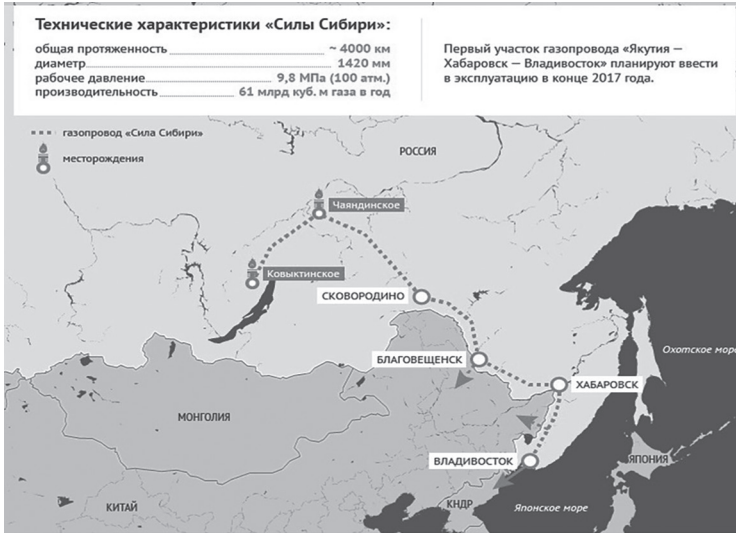 Технические характеристики «Силы Сибири»:
общая протяженность ~ 4000 км
диаметр 1420 мм
рабочее давление 9,8 МПа (100 атм.)
производительность 61 млрд куб. м газа в год
Первый участок газопровода «Якутия —
Хабаровск — Владивосток» планируют ввести
в эксплуатацию в конце 2017 года.
газопровод «Сила Сибири»
месторождения
РОССИЯ
Чаяндинское
Ковыктинское
СКОВОРОДИНО
БЛАГОВЕЩЕНСК
Охотское море
ХАБАРОВСК
МОНГОЛИЯ
ВЛАДИВОСТОК
ЯПОНИЯ
КИТАЙ
КНДР
Японское море